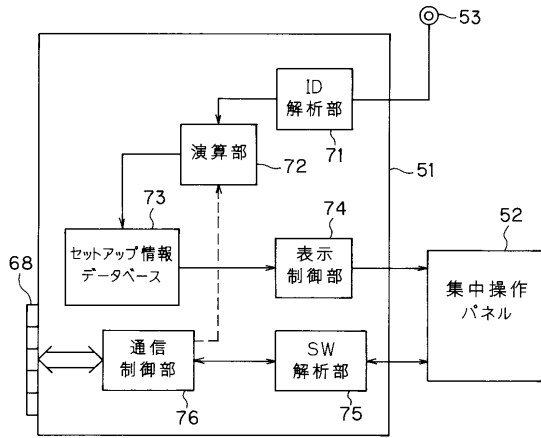 53
ID
解析部
71
演算部
72
51
73
セットアップ情報
データベース
74
表示
制御部
52
集中操作
パネル
68
通信
制御部
76
SW
解析部
75